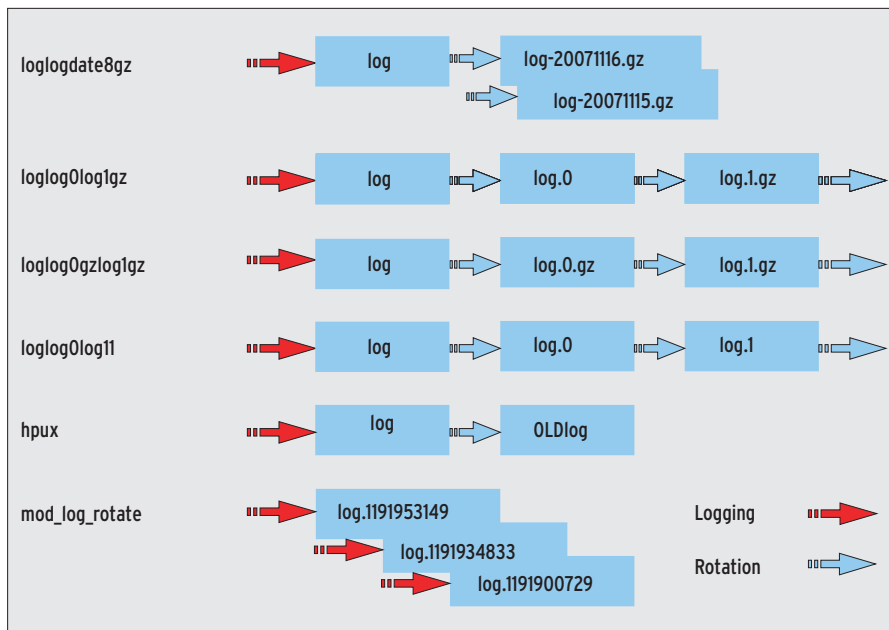 loglogdate8gz
log
log-20071116.gz
log-20071115.gz
loglog0log1gz
log
log.0
log.1.gz
loglog0gzlog1gz
log
log.0.gz
log.1.gz
loglog0log11
log
log.0
log.1
hpux
log
OLDlog
mod_log_rotate
log.1191953149
log.1191934833
log.1191900729
Logging
Rotation